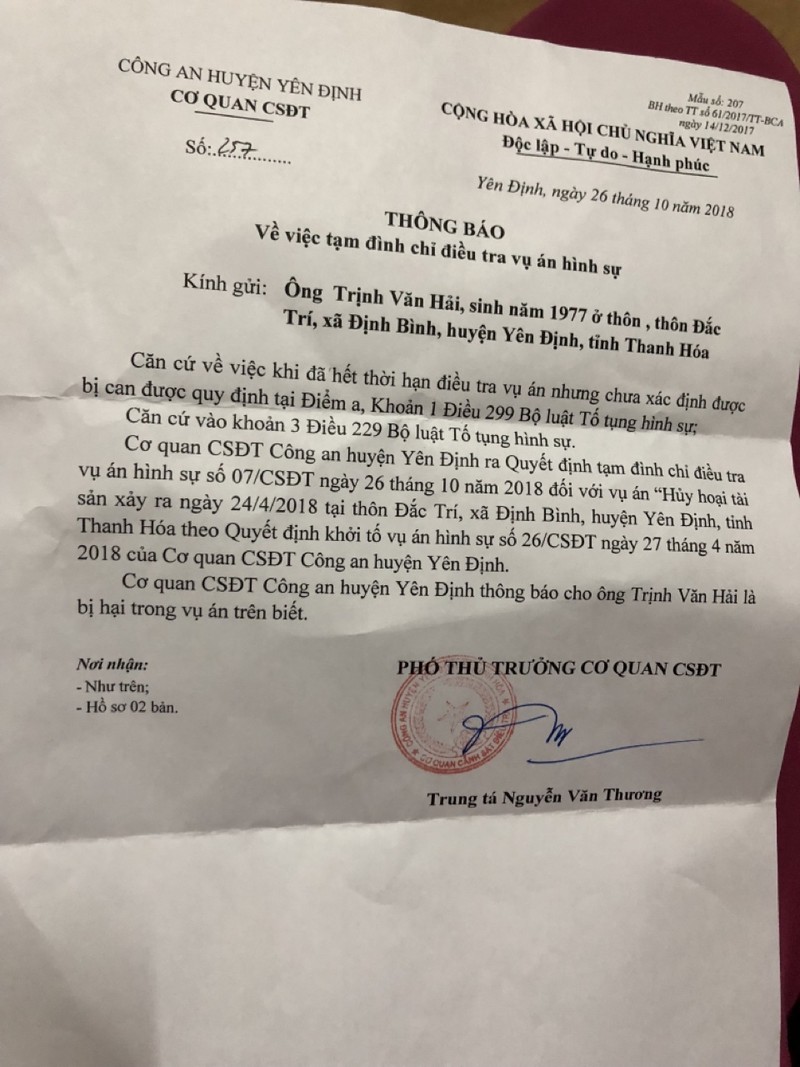 CÔNG AN HUYỆN YÊN ĐỊNH
CƠ QUAN CSĐT
Số:.257..............
Mẫu số: 207
BH theo TT số 61/2017/TT-BCA
ngày 14/12/2017
CỘNG HÒA XÃ HỘI CHỦ NGHĨA VIỆT NAM
Độc lập - Tự do - Hạnh phúc
Yên Định, ngày 26 tháng 10 năm 2018
THÔNG BÁO
Về việc tạm đình chỉ điều tra vụ án hình sự
Kính gửi: Ông Trịnh Văn Hải, sinh năm 1977 ở thôn , thôn Đắc
Trí, xã Định Bình, huyện Yên Định, tỉnh Thanh Hóa
Căn cứ về việc khi đã hết thời hạn điều tra vụ án nhưng chưa xác định được
bị can được quy định tại Điểm a, Khoản 1 Điều 299 Bộ luật Tố tụng hình sự;
Căn cứ vào khoản 3 Điều 229 Bộ luật Tố tụng hình sự.
Cơ quan CSĐT Công an huyện Yên Định ra Quyết định tạm đình chỉ điều tra
vụ án hình sự số 07/CSĐT ngày 26 tháng 10 năm 2018 đối với vụ án “Hủy hoại tài
sản xảy ra ngày 24/4/2018 tại thôn Đắc Trí, xã Định Bình, huyện Yên Định, tỉnh
Thanh Hóa theo Quyết định khởi tố vụ án hình sự số 26/CSĐT ngày 27 tháng 4 năm
2018 của Cơ quan CSĐT Công an huyện Yên Định.
Cơ quan CSĐT Công an huyện Yên Định thông báo cho ông Trịnh Văn Hải là
bị hại trong vụ án trên biết.
Nơi nhận:
- Như trên;
- Hồ sơ 02 bản.
PHÓ THỦ TRƯỞNG CƠ QUAN CSĐT
CÔNG AN HUYỆN
CƠ QUAN CẢNH SÁT
Trung tá Nguyễn Văn Thương